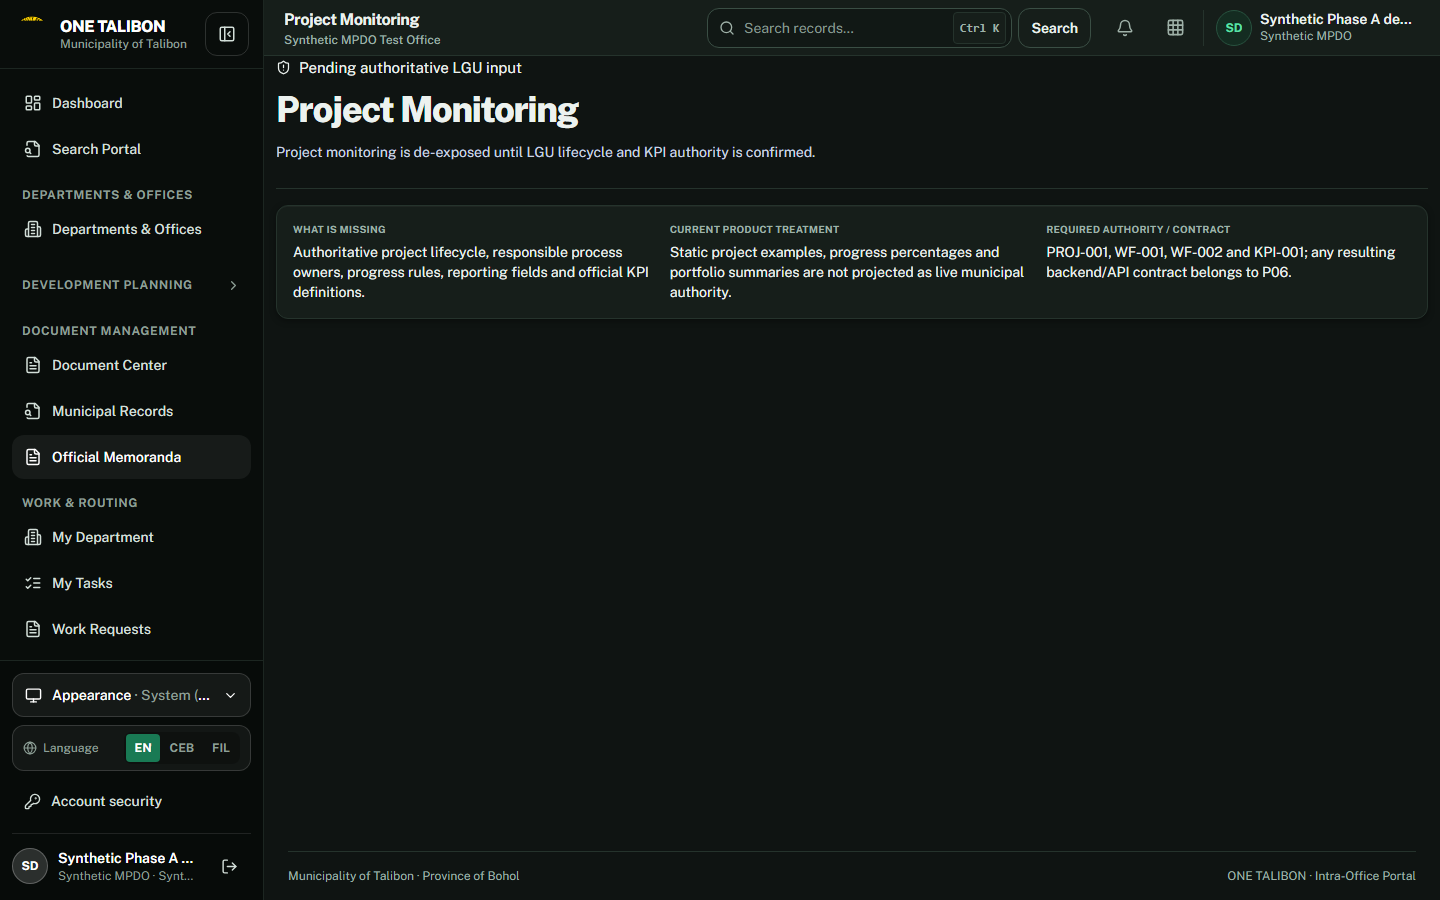 ONE TALIBON
Municipality of Talibon
Project Monitoring
Synthetic MPDO Test Office
Search records...
Ctrl K
Search
SD
Synthetic Phase A de...
Synthetic MPDO
Dashboard
Search Portal
DEPARTMENTS & OFFICES
Departments & Offices
DEVELOPMENT PLANNING
DOCUMENT MANAGEMENT
Document Center
Municipal Records
Official Memoranda
WORK & ROUTING
My Department
My Tasks
Work Requests
Appearance · System (...
Language
EN
CEB
FIL
Account security
SD
Synthetic Phase A ...
Synthetic MPDO · Synt...
Pending authoritative LGU input
Project Monitoring
Project monitoring is de-exposed until LGU lifecycle and KPI authority is confirmed.
WHAT IS MISSING
Authoritative project lifecycle, responsible process
owners, progress rules, reporting fields and official KPI
definitions.
CURRENT PRODUCT TREATMENT
Static project examples, progress percentages and
portfolio summaries are not projected as live municipal
authority.
REQUIRED AUTHORITY / CONTRACT
PROJ-001, WF-001, WF-002 and KPI-001; any resulting
backend/API contract belongs to P06.
Municipality of Talibon · Province of Bohol
ONE TALIBON · Intra-Office Portal